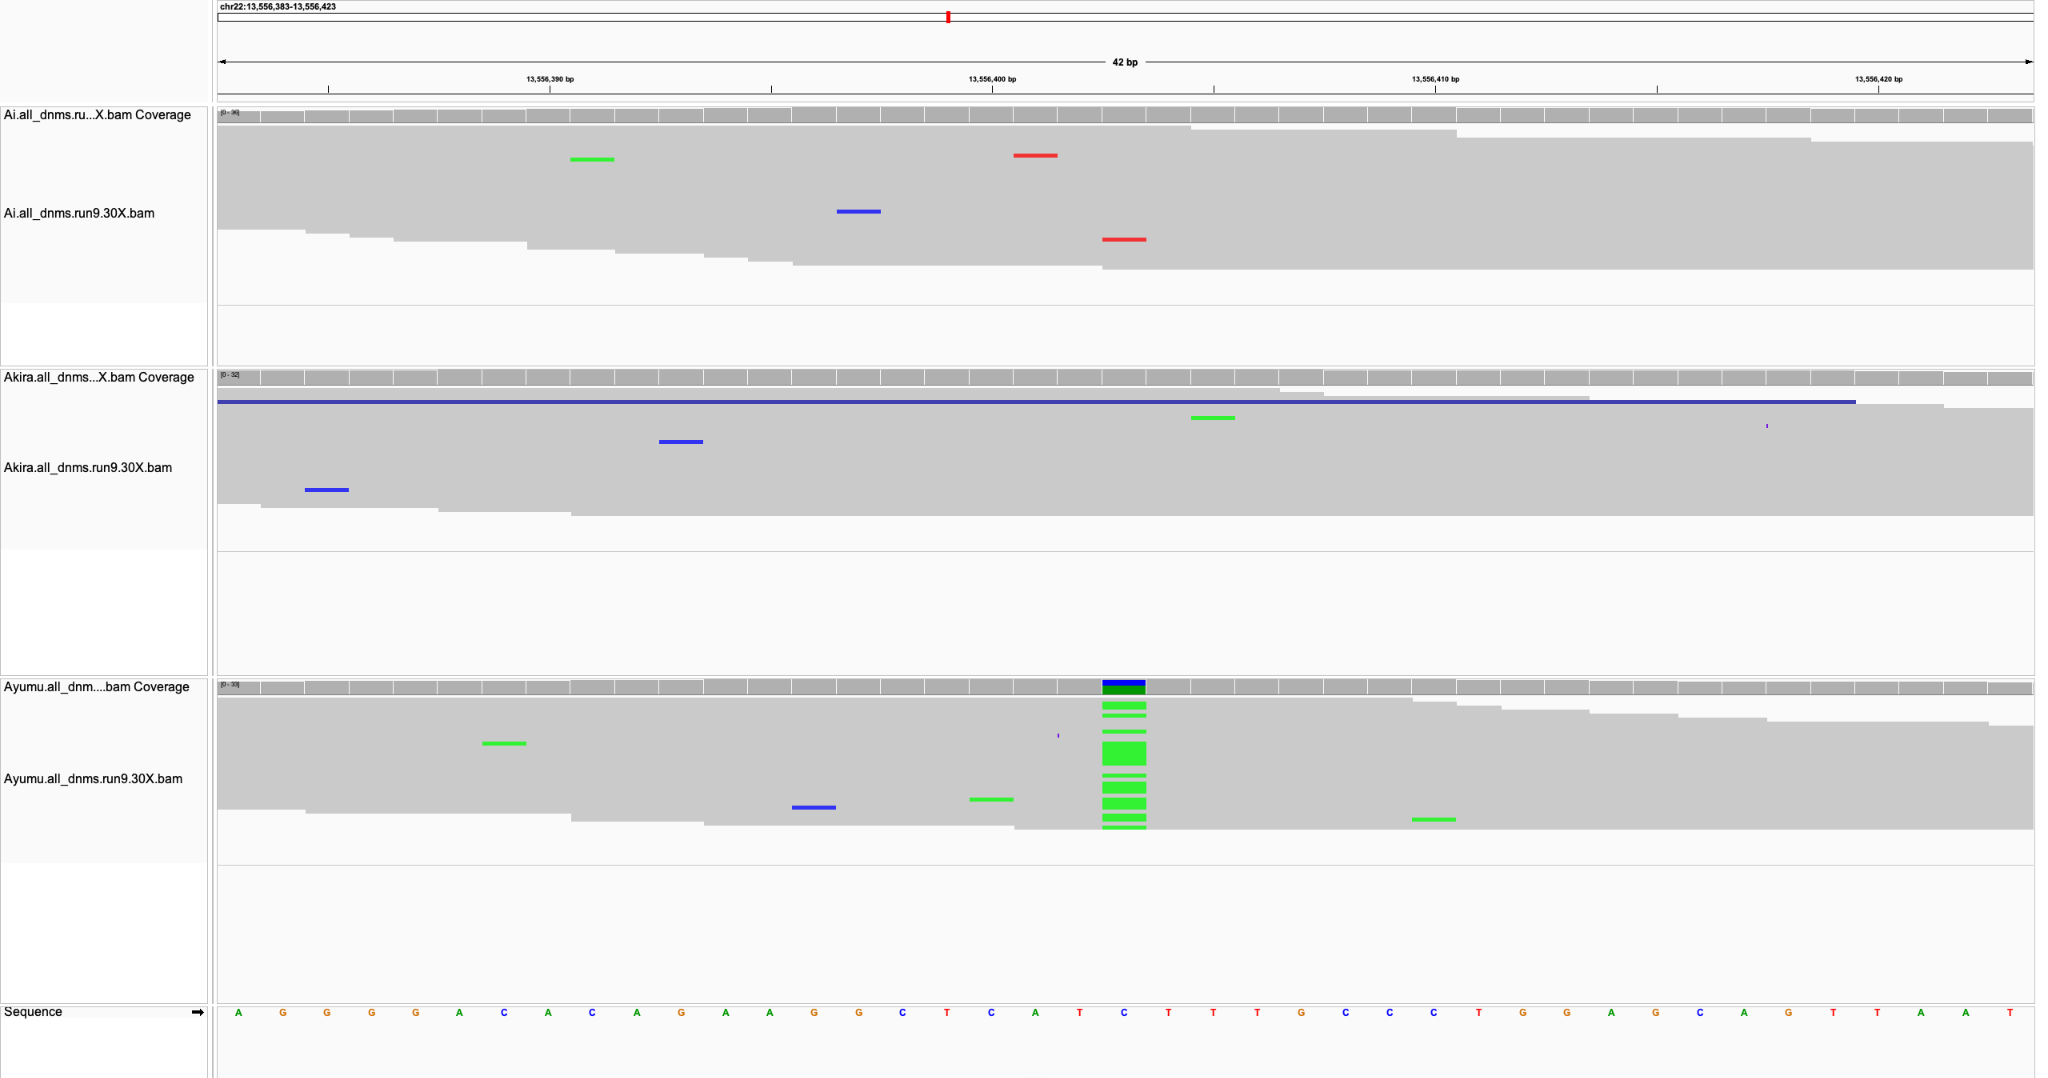 chr22:13,556,383-13,556,423
42 bp
13,556,390 bp 13,556,400 bp 13,556,410 bp 13,556,420 bp
Ai.all_dnms.ru...X.bam Coverage
[0 - 36]
Ai.all_dnms.run9.30X.bam
Akira.all_dnms...X.bam Coverage
[0 - 32]
Akira.all_dnms.run9.30X.bam
Ayumu.all_dnm....bam Coverage
[0 - 33]
Ayumu.all_dnms.run9.30X.bam
Sequence A G G G G A C A C A G A A G G C T C A T C T T T G C C C T G G A G C A G T T A A T